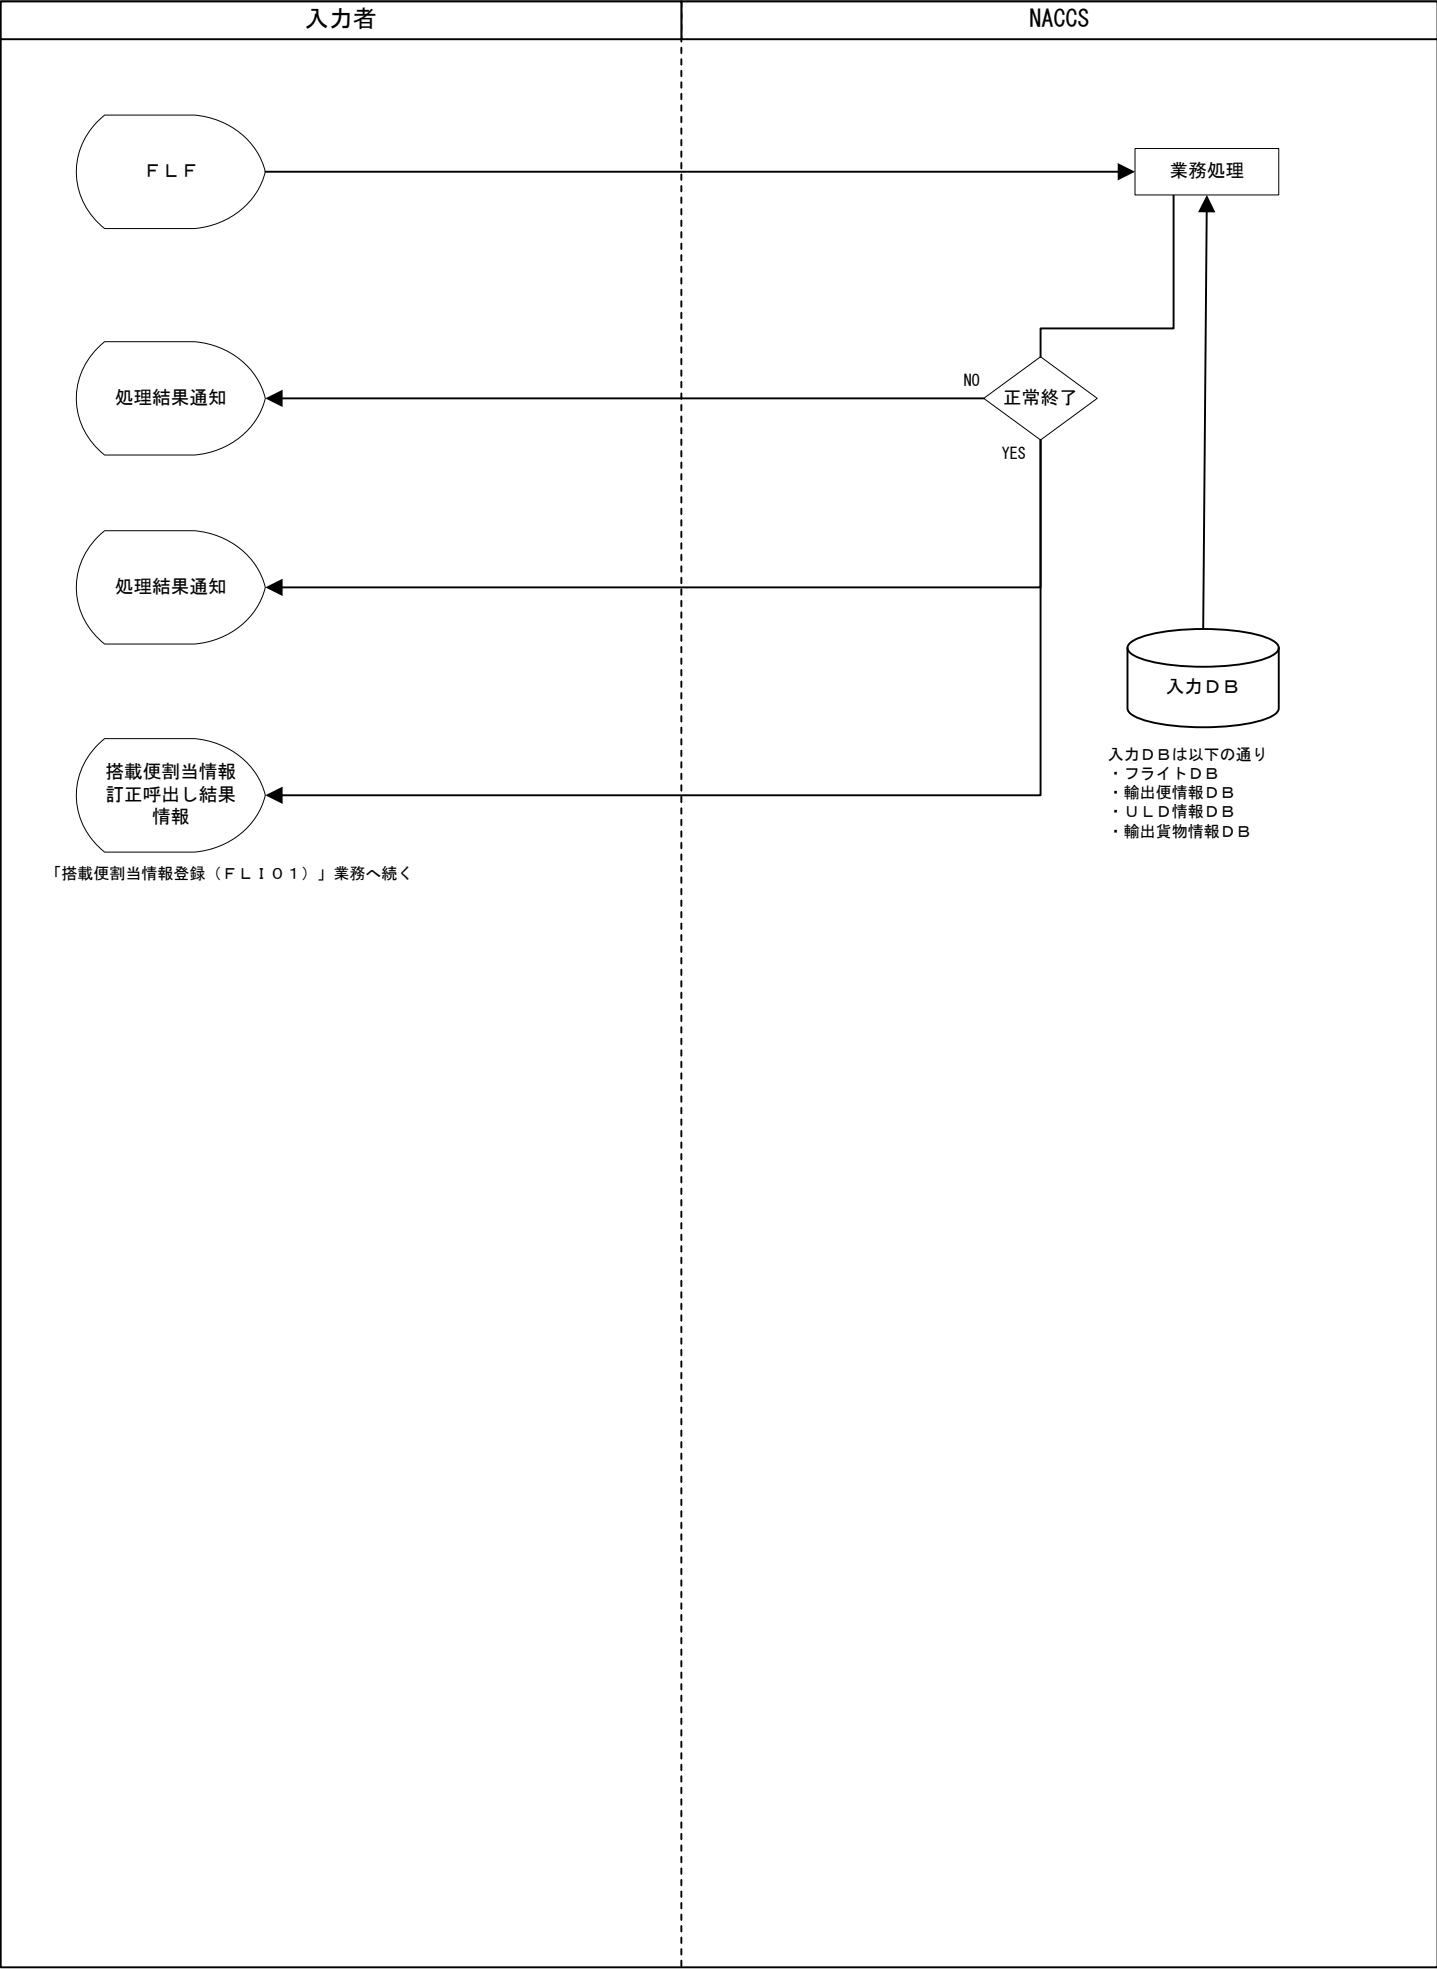 入力者
NACCS
ＦＬＦ
業務処理
処理結果通知
NO
正常終了
YES
処理結果通知
入力ＤＢ
入力ＤＢは以下の通り
・フライトＤＢ
・輸出便情報ＤＢ
・ＵＬＤ情報ＤＢ
・輸出貨物情報ＤＢ
搭載便割当情報
訂正呼出し結果
情報
「搭載便割当情報登録（ＦＬＩ０１）」業務へ続く